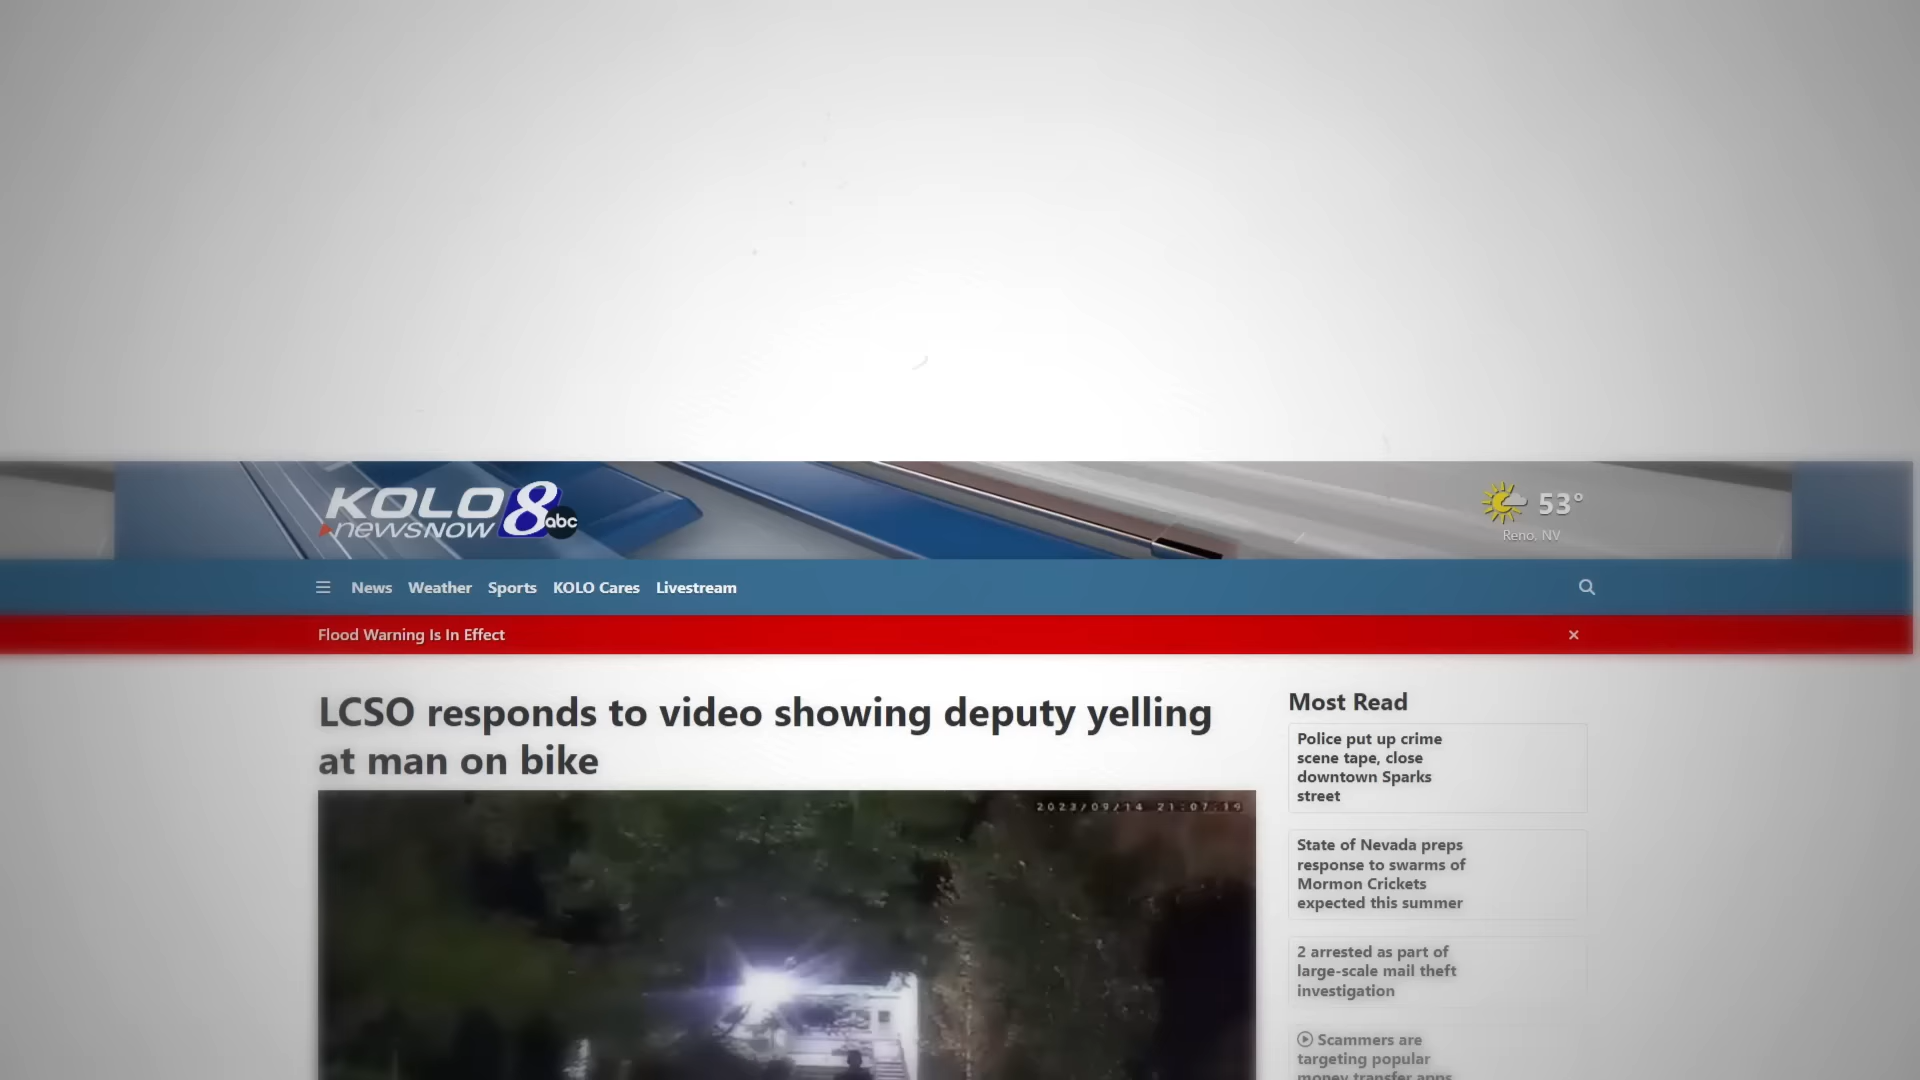 KOLO 8 abc
newsnow
53°
Reno, NV
News Weather Sports KOLO Cares Livestream
Flood Warning Is In Effect
LCSO responds to video showing deputy yelling
at man on bike
2023/09/14 21:07:19
Most Read
Police put up crime
scene tape, close
downtown Sparks
street
State of Nevada preps
response to swarms of
Mormon Crickets
expected this summer
2 arrested as part of
large-scale mail theft
investigation
Scammers are
targeting popular
money transfer apps